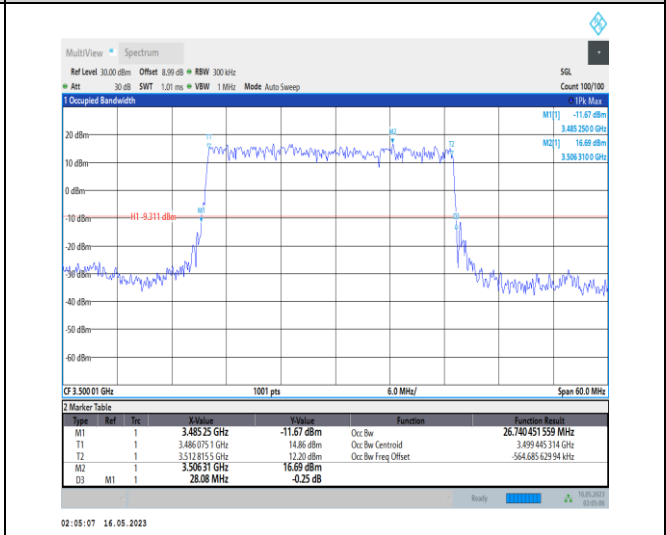 MultiView Spectrum
Ref Level 30.00 dBm Offset 8.99 dB RBW 300 kHz SGL
Att 30 dB SWT 1.01 ms VBW 1 MHz Mode Auto Sweep Count 100/100
1 Occupied Bandwidth 1Pk Max
M1[1] -11.67 dBm
3.485 250 0 GHz
M2[1] 16.69 dBm
3.506 310 0 GHz
20 dBm
10 dBm
0 dBm
-10 dBm
-20 dBm
-30 dBm
-40 dBm
-50 dBm
-60 dBm
H1 -9.311 dBm
T1
M2
T2
M1
D3
CF 3.500 01 GHz 1001 pts 6.0 MHz/ Span 60.0 MHz
2 Marker Table
Type Ref Trc X-Value Y-Value Function Function Result
M1 1 3.485 25 GHz -11.67 dBm Occ Bw 26.740 451 559 MHz
T1 1 3.486 075 1 GHz 14.86 dBm Occ Bw Centroid 3.499 445 314 GHz
T2 1 3.512 815 5 GHz 12.20 dBm Occ Bw Freq Offset -564.685 629 94 kHz
M2 1 3.506 31 GHz 16.69 dBm
D3 M1 1 28.08 MHz -0.25 dB
Ready 16.05.2023
02:05:06
02:05:07 16.05.2023